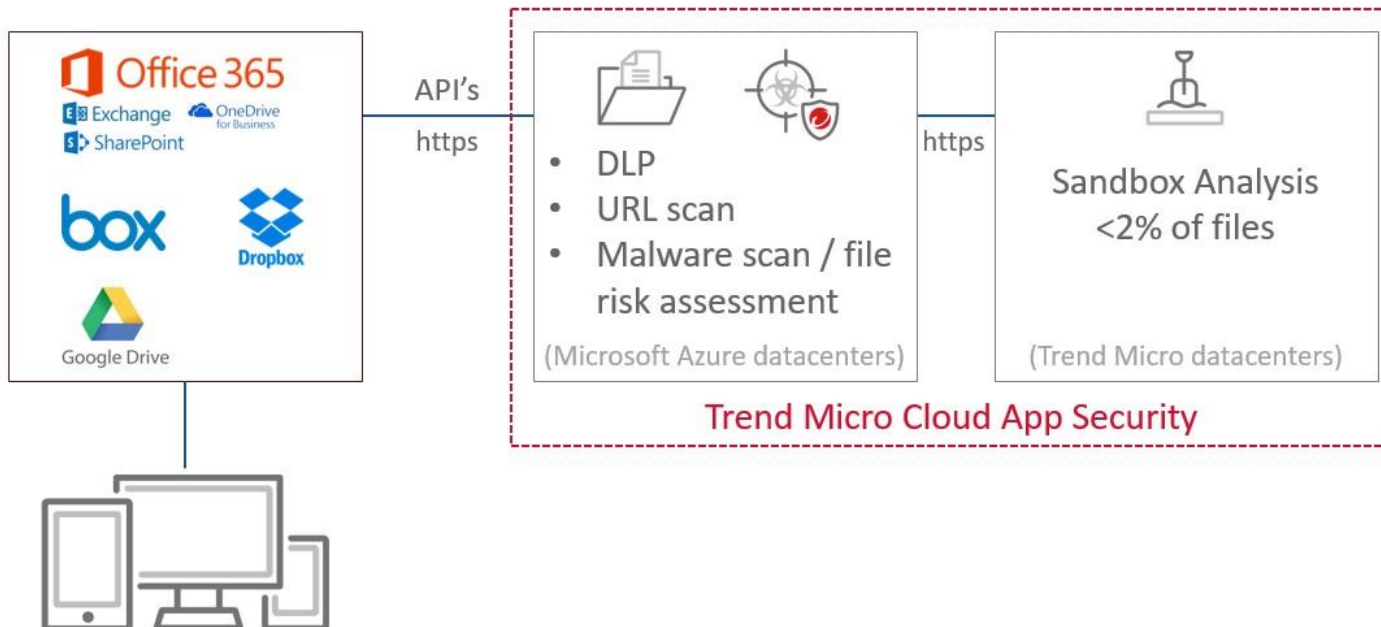 Office 365
Exchange
OneDrive
for Business
SharePoint
box
Dropbox
Google Drive
API's
https
• DLP
• URL scan
• Malware scan / file
risk assessment
(Microsoft Azure datacenters)
https
Sandbox Analysis
<2% of files
(Trend Micro datacenters)
Trend Micro Cloud App Security